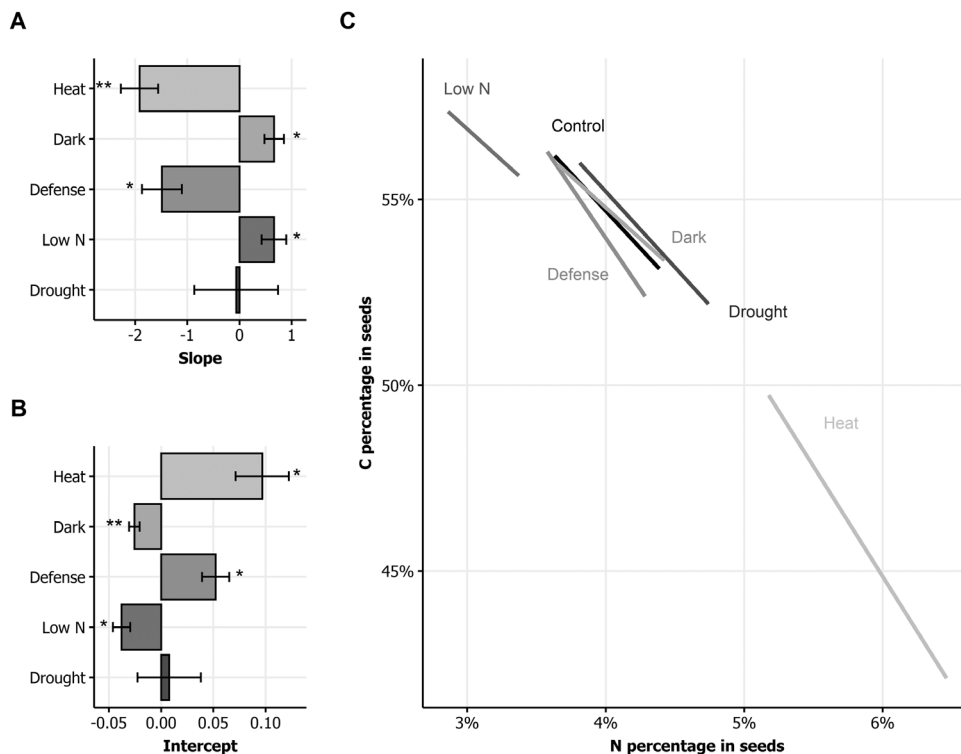 A
Heat
**
Dark
*
Defense
*
Low N
*
Drought
-2
-1
0
1
Slope
B
Heat
*
Dark
**
Defense
*
Low N
*
Drought
-0.05
0.00
0.05
0.10
Intercept
C
C percentage in seeds
55%
50%
45%
Low N
Control
Dark
Defense
Drought
Heat
3%
4%
5%
6%
N percentage in seeds